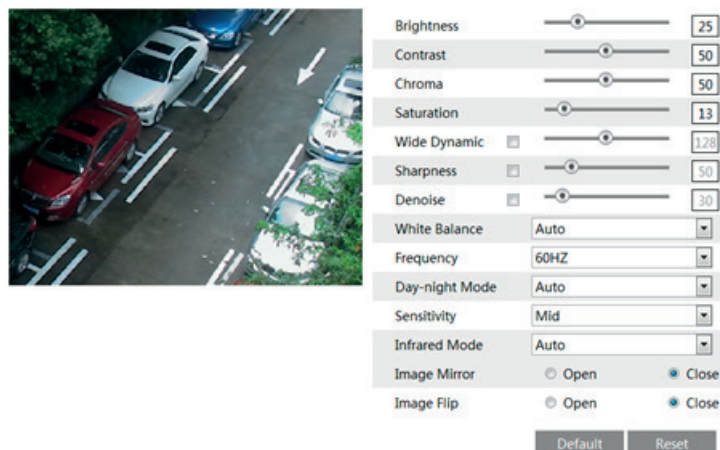 Brightness 25
Contrast 50
Chroma 50
Saturation 13
Wide Dynamic 128
Sharpness 50
Denoise 30
White Balance Auto
Frequency 60HZ
Day-night Mode Auto
Sensitivity Mid
Infrared Mode Auto
Image Mirror Open Close
Image Flip Open Close
Default Reset